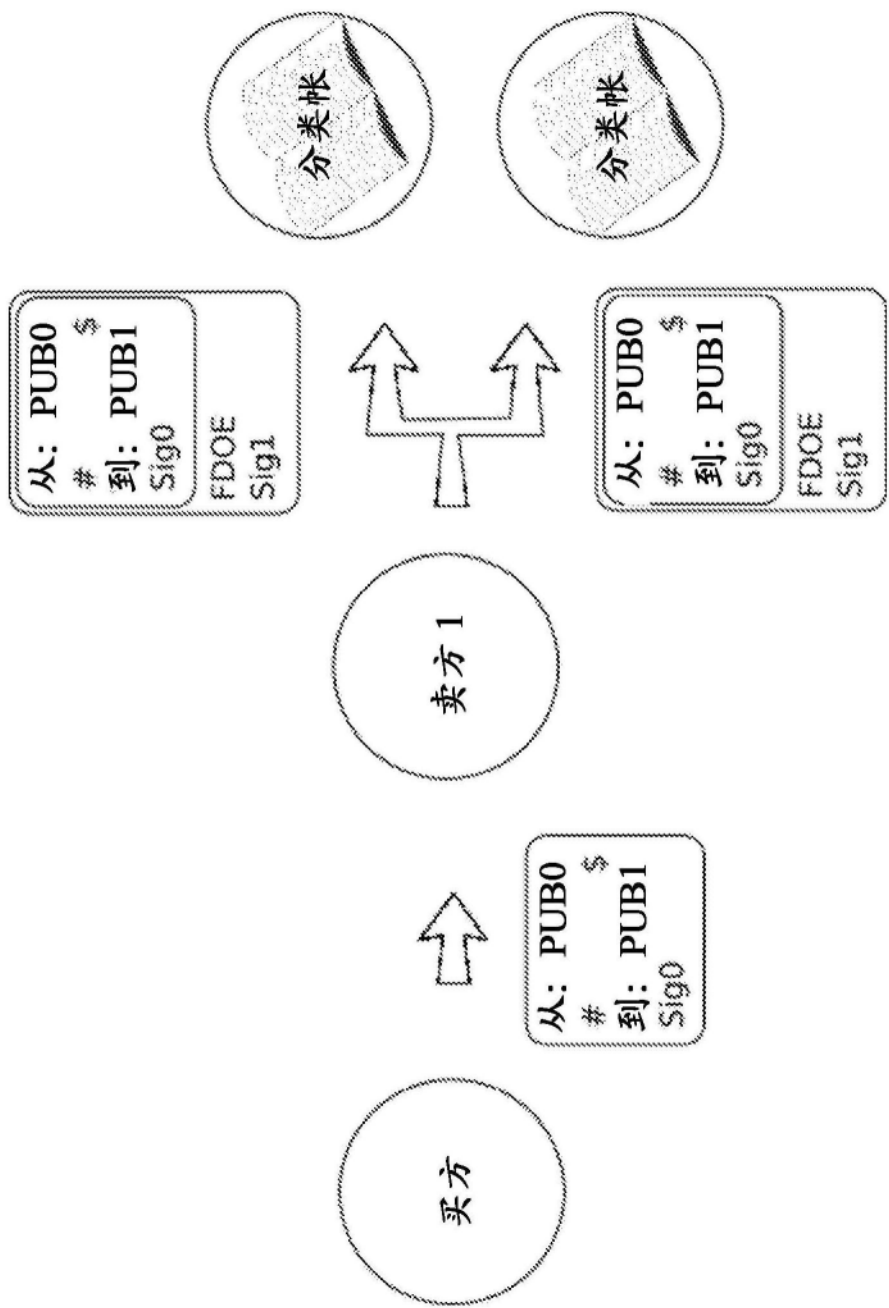 买方
从: PUB0
# $
到: PUB1
Sig0
卖方 1
从: PUB0
# $
到: PUB1
Sig0
FDOE
Sig1
从: PUB0
# $
到: PUB1
Sig0
FDOE
Sig1
分类帐
分类帐